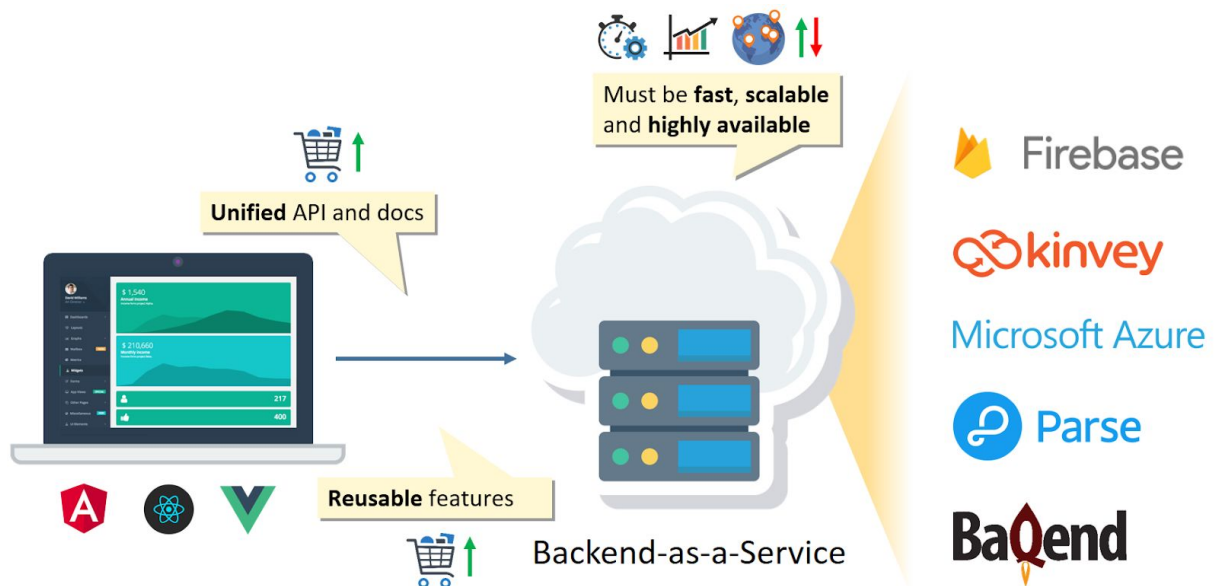 Must be fast, scalable
and highly available
Unified API and docs
$ 1,540
Annual Income
$ 210,660
Monthly Income
Widgets
217
400
Reusable features
Backend-as-a-Service
Firebase
kinvey
Microsoft Azure
Parse
BaQend